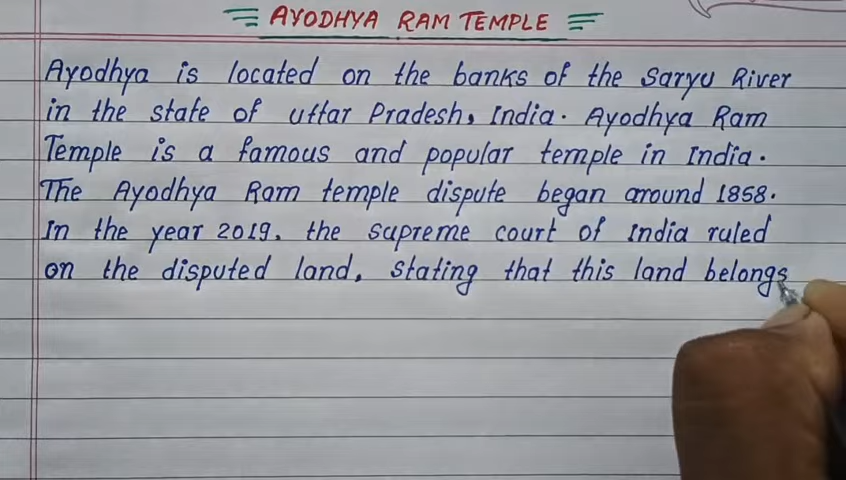 AYODHYA RAM TEMPLE
Ayodhya is located on the banks of the Saryu River
in the state of uttar Pradesh, India. Ayodhya Ram
Temple is a famous and popular temple in India.
The Ayodhya Ram temple dispute began around 1858.
In the year 2019, the supreme court of India ruled
on the disputed land, stating that this land belongs